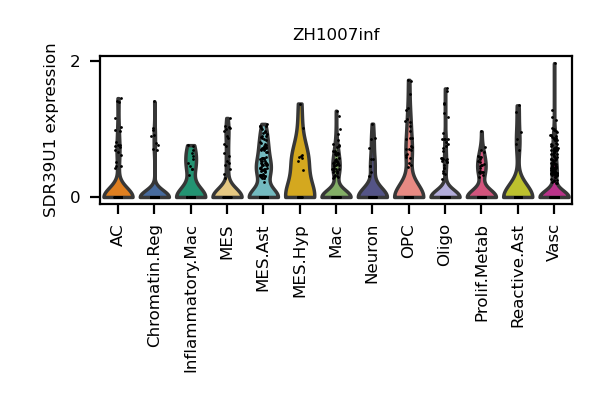 ZH1007inf
SDR39U1 expression
2
0
AC
Chromatin.Reg
Inflammatory.Mac
MES
MES.Ast
MES.Hyp
Mac
Neuron
OPC
Oligo
Prolif.Metab
Reactive.Ast
Vasc